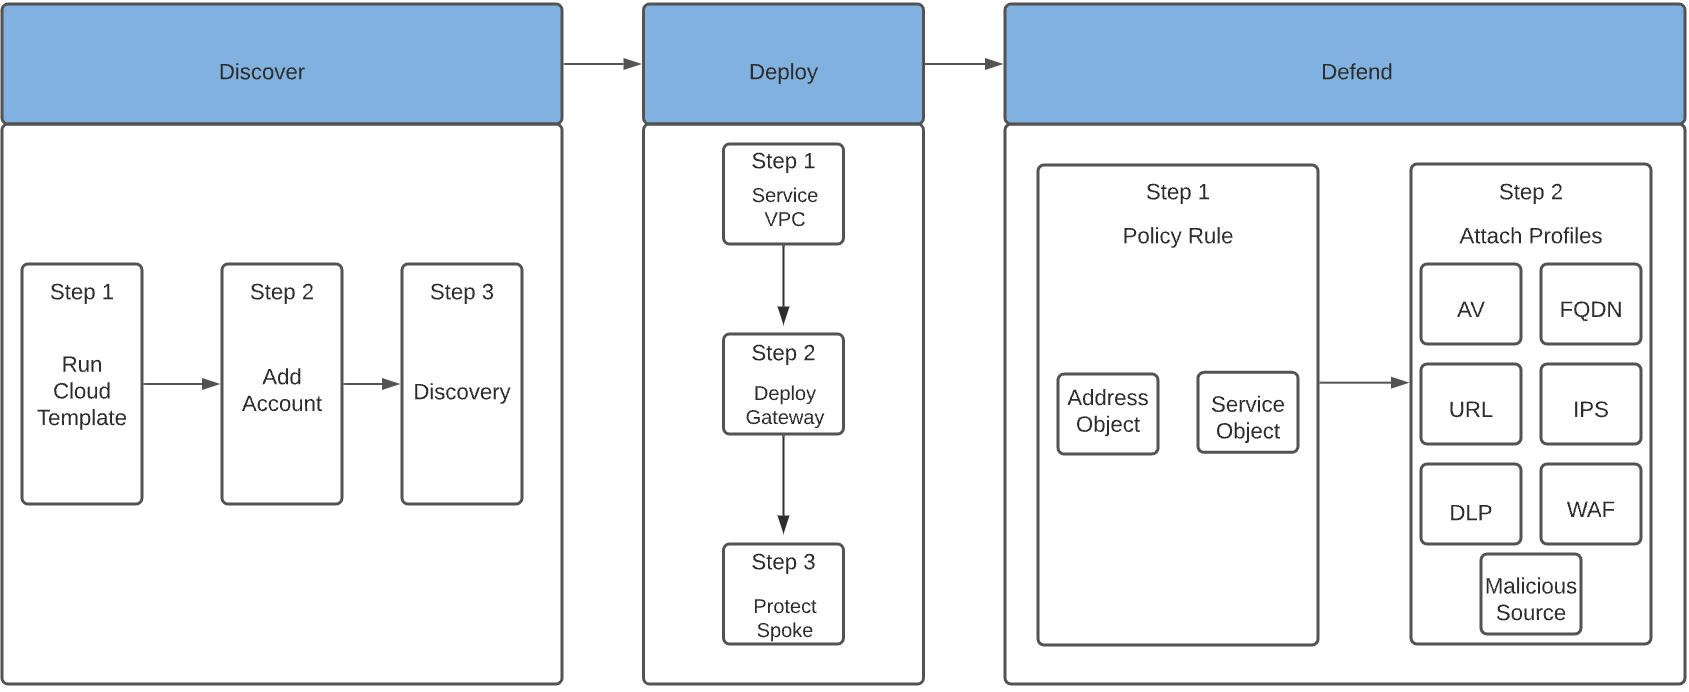 Discover
Deploy
Defend
Step 1
Run
Cloud
Template
Step 2
Add
Account
Step 3
Discovery
Step 1
Service
VPC
Step 2
Deploy
Gateway
Step 3
Protect
Spoke
Step 1
Policy Rule
Address
Object
Service
Object
Step 2
Attach Profiles
AV
FQDN
URL
IPS
DLP
WAF
Malicious
Source